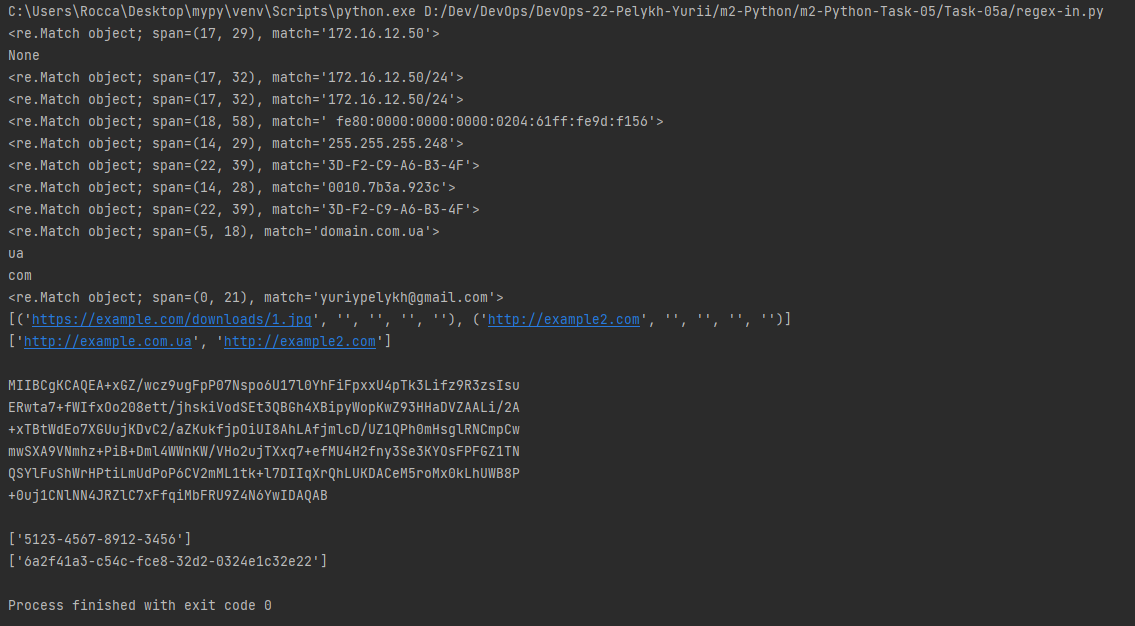 C:\Users\Rocca\Desktop\mypy\venv\Scripts\python.exe D:/Dev/DevOps/DevOps-22-Pelykh-Yurii/m2-Python/m2-Python-Task-05/Task-05a/regex-in.py
<re.Match object; span=(17, 29), match='172.16.12.50'>
None
<re.Match object; span=(17, 32), match='172.16.12.50/24'>
<re.Match object; span=(17, 32), match='172.16.12.50/24'>
<re.Match object; span=(18, 58), match=' fe80:0000:0000:0000:0204:61ff:fe9d:f156'>
<re.Match object; span=(14, 29), match='255.255.255.248'>
<re.Match object; span=(22, 39), match='3D-F2-C9-A6-B3-4F'>
<re.Match object; span=(14, 28), match='0010.7b3a.923c'>
<re.Match object; span=(22, 39), match='3D-F2-C9-A6-B3-4F'>
<re.Match object; span=(5, 18), match='domain.com.ua'>
ua
com
<re.Match object; span=(0, 21), match='yuriypelykh@gmail.com'>
[('https://example.com/downloads/1.jpg', '', '', '', ''), ('http://example2.com', '', '', '', '')]
['http://example.com.ua', 'http://example2.com']
MIIBCgKCAQEA+xGZ/wcz9ugFpP07Nspo6U17l0YhFiFpxxU4pTk3Lifz9R3zsIsu
ERwta7+fWIfxOo208ett/jhskiVodSEt3QBGh4XBipyWopKwZ93HHaDVZAALi/2A
+xTBtWdEo7XGUujKDvC2/aZKukfjpOiUI8AhLAfjmlcD/UZ1QPh0mHsglRNCmpCw
mwSXA9VNmhz+PiB+Dml4WWnKW/VHo2ujTXxq7+efMU4H2fny3Se3KYOsFPFGZ1TN
QSYlFuShWrHPtiLmUdPoP6CV2mML1tk+l7DIIqXrQhLUKDACeM5roMx0kLhUWB8P
+0uj1CNlNN4JRZlC7xFfqiMbFRU9Z4N6YwIDAQAB
['5123-4567-8912-3456']
['6a2f41a3-c54c-fce8-32d2-0324e1c32e22']
Process finished with exit code 0